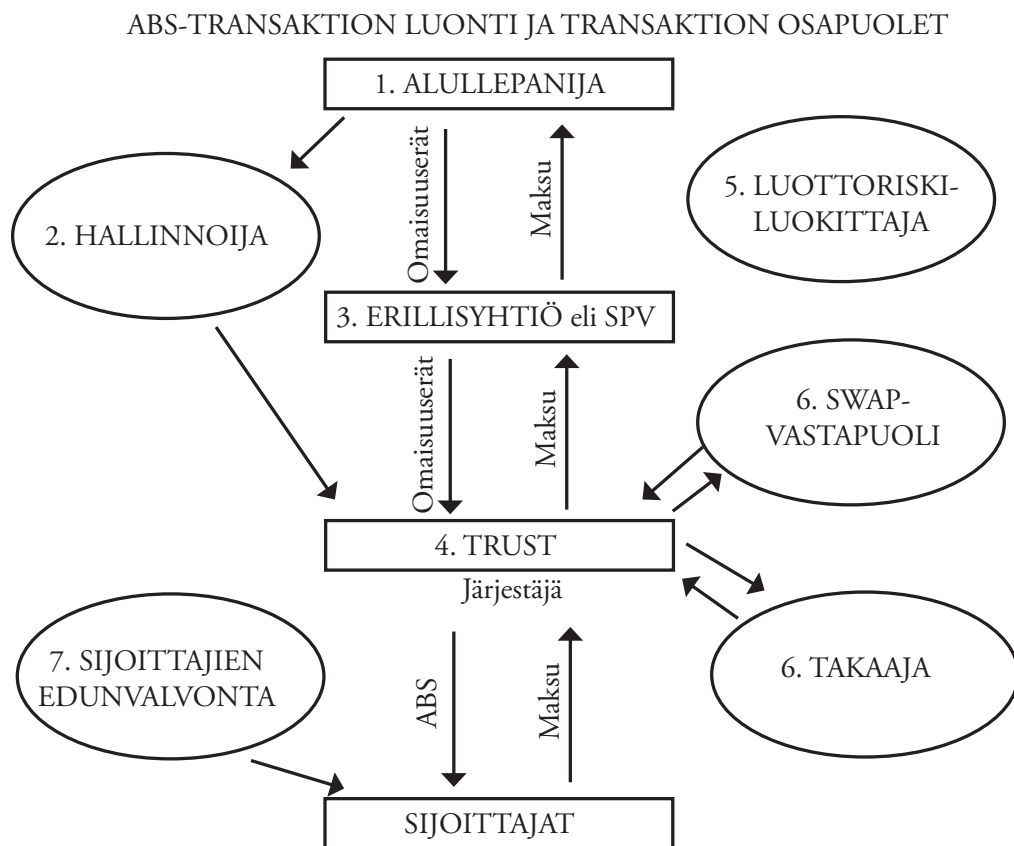 ABS-TRANSAKTION LUONTI JA TRANSAKTION OSAPUOLET
1. ALULLEPANIJA
Omaisuuserät
Maksu
2. HALLINNOIJA
5. LUOTTORISKI-
LUOKITTAJA
3. ERILLISYHTIÖ eli SPV
Omaisuuserät
Maksu
6. SWAP-
VASTAPUOLI
4. TRUST
Järjestäjä
7. SIJOITTAJIEN
EDUNVALVONTA
ABS
Maksu
6. TAKAAJA
SIJOITTAJAT